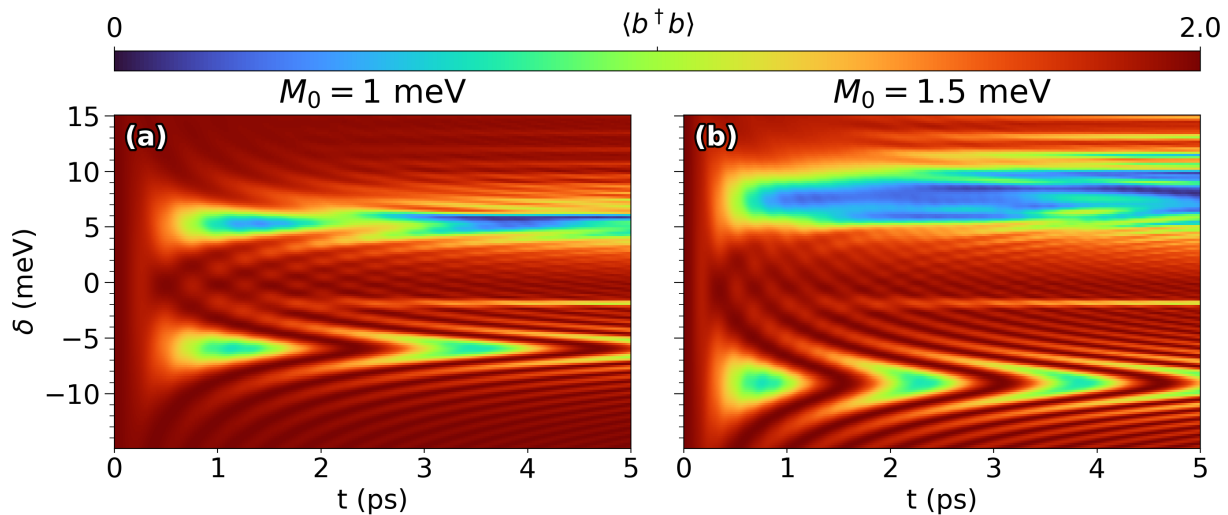 0 ⟨b†b⟩ 2.0
M₀ = 1 meV M₀ = 1.5 meV
(a) (b)
15
10
5
0
−5
−10
δ (meV)
0 1 2 3 4 5 0 1 2 3 4 5
t (ps) t (ps)